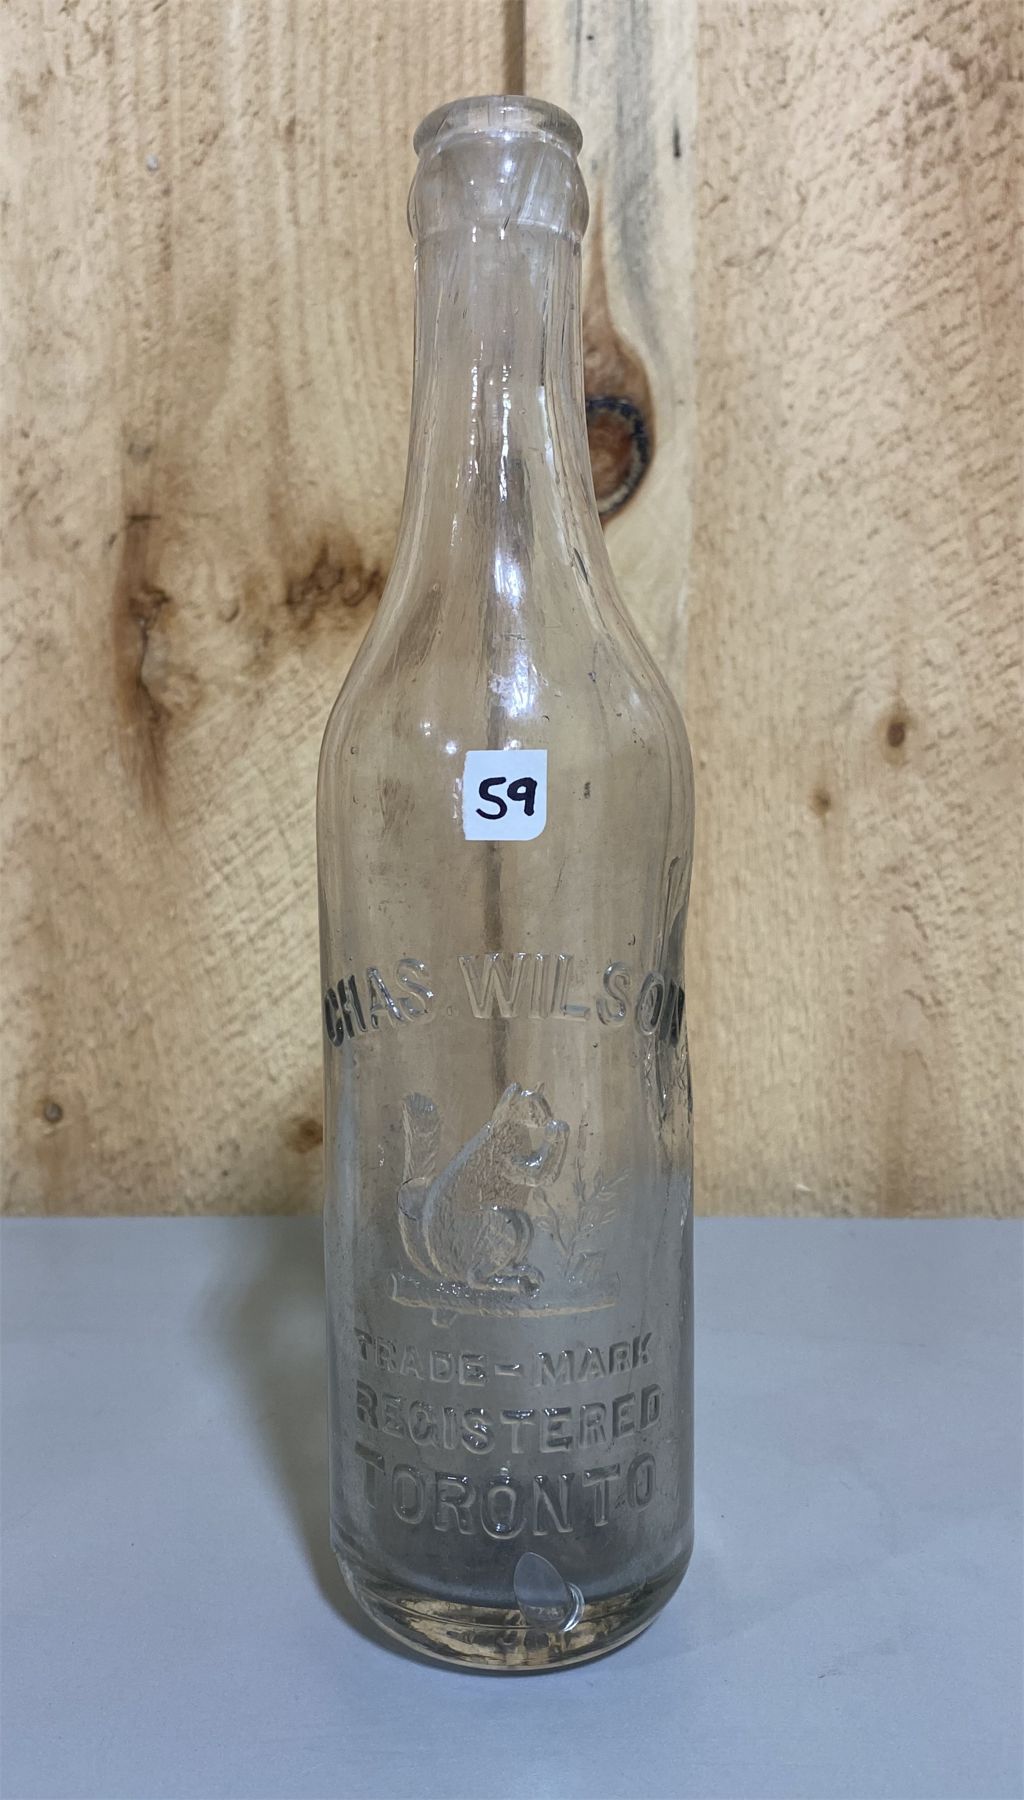 59
CHAS. WILSON
TRADE-MARK
REGISTERED
TORONTO